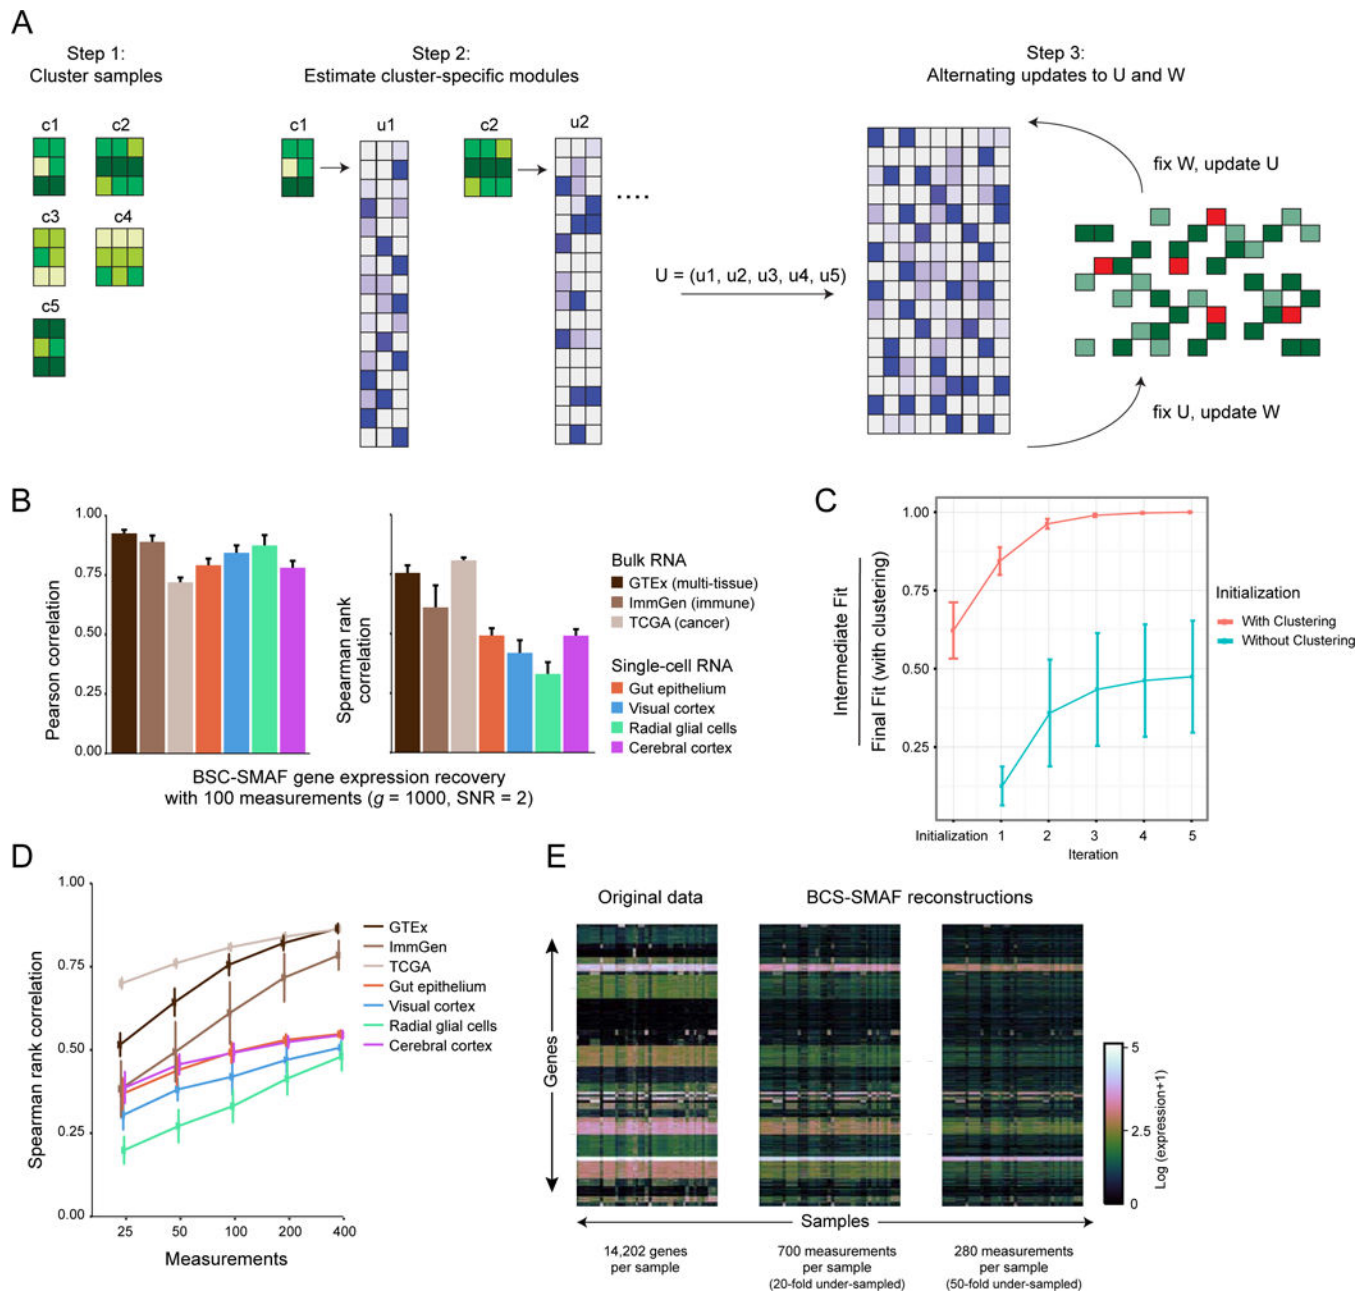 A
Step 1:
Cluster samples
Step 2:
Estimate cluster-specific modules
Step 3:
Alternating updates to U and W
c1
c2
c3
c4
c5
c1
u1
c2
u2
....
U = (u1, u2, u3, u4, u5)
fix W, update U
fix U, update W
B
Pearson correlation
1.00
0.75
0.50
0.25
0.00
Spearman rank
correlation
Bulk RNA
GTEx (multi-tissue)
ImmGen (immune)
TCGA (cancer)
Single-cell RNA
Gut epithelium
Visual cortex
Radial glial cells
Cerebral cortex
BSC-SMAF gene expression recovery
with 100 measurements (g = 1000, SNR = 2)
C
Intermediate Fit
Final Fit (with clustering)
1.00
0.75
0.50
0.25
Initialization
1
2
3
4
5
Iteration
Initialization
With Clustering
Without Clustering
D
Spearman rank correlation
1.00
0.75
0.50
0.25
0.00
25
50
100
200
400
Measurements
GTEx
ImmGen
TCGA
Gut epithelium
Visual cortex
Radial glial cells
Cerebral cortex
E
Original data
BCS-SMAF reconstructions
Genes
Samples
14,202 genes
per sample
700 measurements
per sample
(20-fold under-sampled)
280 measurements
per sample
(50-fold under-sampled)
5
2.5
0
Log (expression+1)